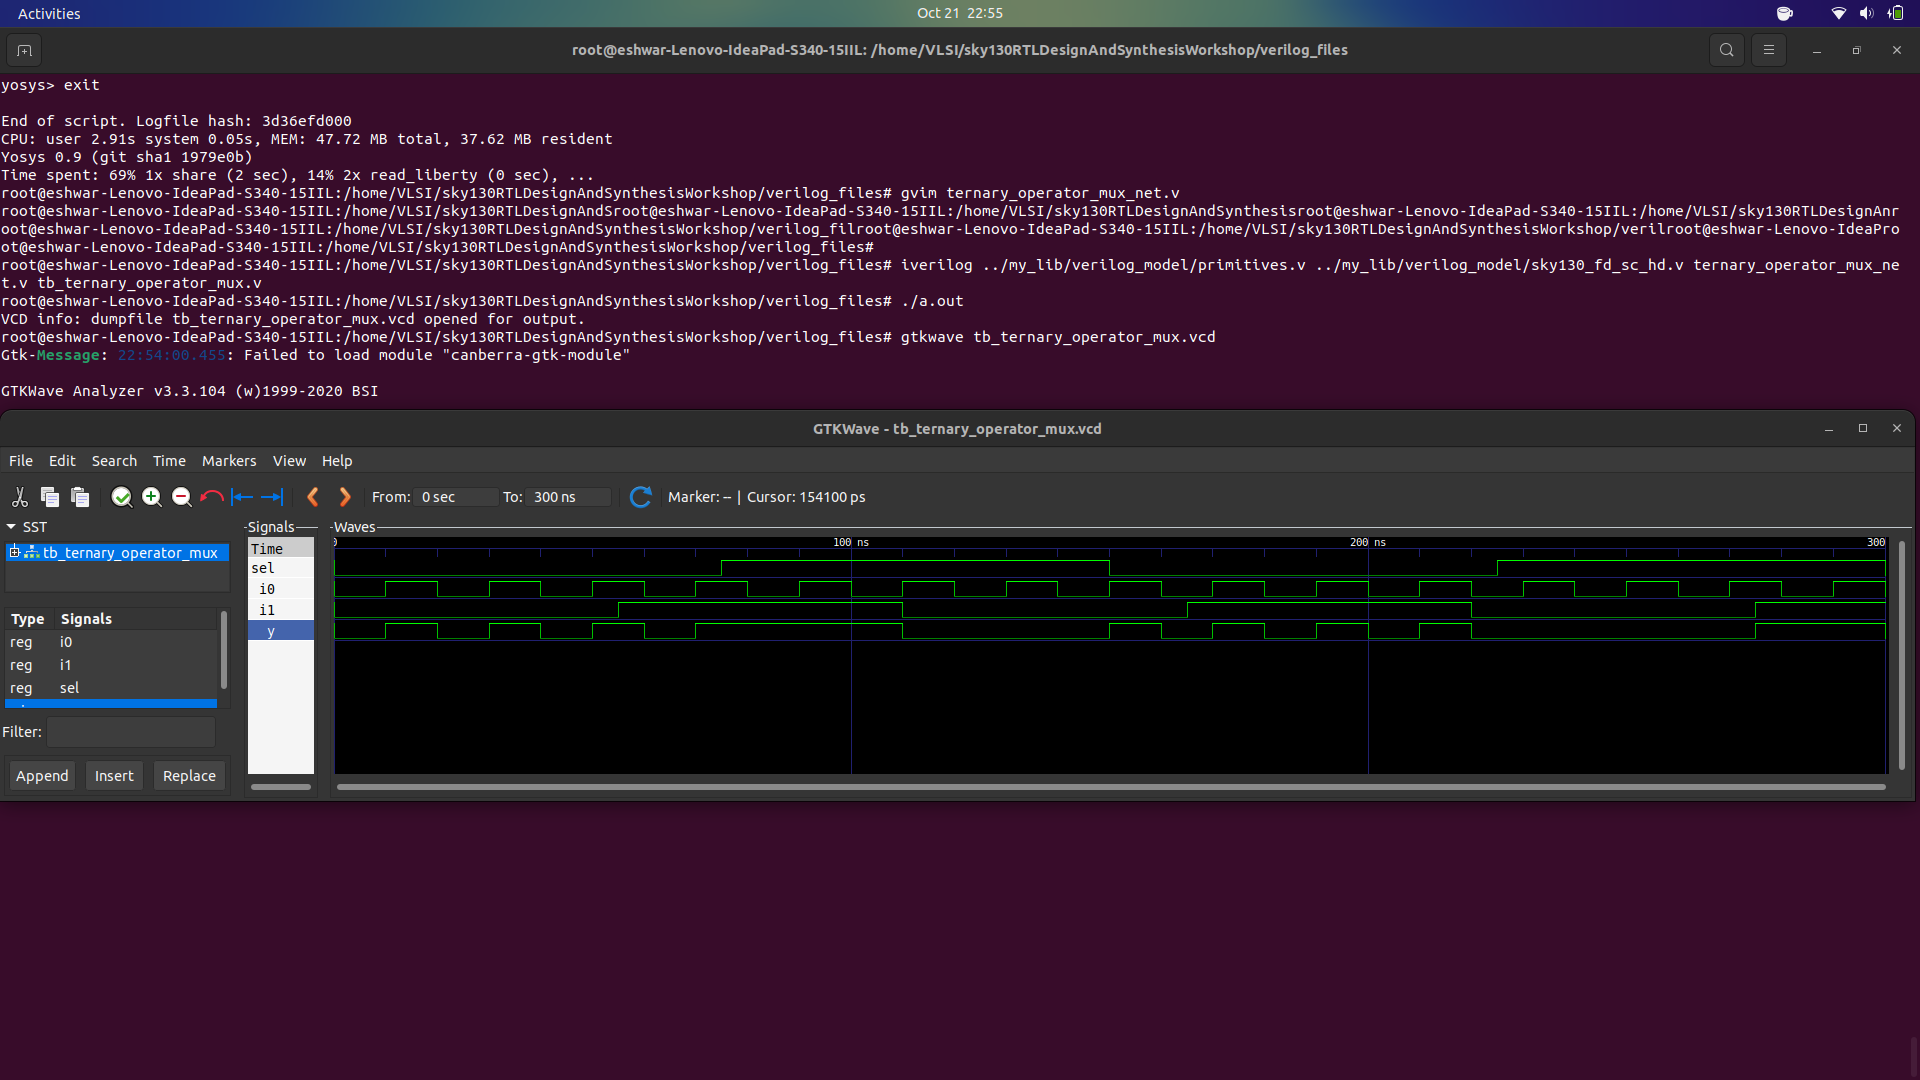 Activities
Oct 21 22:55
root@eshwar-Lenovo-IdeaPad-S340-15IIL: /home/VLSI/sky130RTLDesignAndSynthesisWorkshop/verilog_files
yosys> exit
End of script. Logfile hash: 3d36efd000
CPU: user 2.91s system 0.05s, MEM: 47.72 MB total, 37.62 MB resident
Yosys 0.9 (git sha1 1979e0b)
Time spent: 69% 1x share (2 sec), 14% 2x read_liberty (0 sec), ...
root@eshwar-Lenovo-IdeaPad-S340-15IIL:/home/VLSI/sky130RTLDesignAndSynthesisWorkshop/verilog_files# gvim ternary_operator_mux_net.v
root@eshwar-Lenovo-IdeaPad-S340-15IIL:/home/VLSI/sky130RTLDesignAndSroot@eshwar-Lenovo-IdeaPad-S340-15IIL:/home/VLSI/sky130RTLDesignAndSynthesisroot@eshwar-Lenovo-IdeaPad-S340-15IIL:/home/VLSI/sky130RTLDesignAnr
oot@eshwar-Lenovo-IdeaPad-S340-15IIL:/home/VLSI/sky130RTLDesignAndSynthesisWorkshop/verilog_filroot@eshwar-Lenovo-IdeaPad-S340-15IIL:/home/VLSI/sky130RTLDesignAndSynthesisWorkshop/verilroot@eshwar-Lenovo-IdeaPro
ot@eshwar-Lenovo-IdeaPad-S340-15IIL:/home/VLSI/sky130RTLDesignAndSynthesisWorkshop/verilog_files#
root@eshwar-Lenovo-IdeaPad-S340-15IIL:/home/VLSI/sky130RTLDesignAndSynthesisWorkshop/verilog_files# iverilog ../my_lib/verilog_model/primitives.v ../my_lib/verilog_model/sky130_fd_sc_hd.v ternary_operator_mux_ne
t.v tb_ternary_operator_mux.v
root@eshwar-Lenovo-IdeaPad-S340-15IIL:/home/VLSI/sky130RTLDesignAndSynthesisWorkshop/verilog_files# ./a.out
VCD info: dumpfile tb_ternary_operator_mux.vcd opened for output.
root@eshwar-Lenovo-IdeaPad-S340-15IIL:/home/VLSI/sky130RTLDesignAndSynthesisWorkshop/verilog_files# gtkwave tb_ternary_operator_mux.vcd
Gtk-Message: 22:54:00.455: Failed to load module "canberra-gtk-module"
GTKWave Analyzer v3.3.104 (w)1999-2020 BSI
GTKWave - tb_ternary_operator_mux.vcd
File Edit Search Time Markers View Help
From: 0 sec To: 300 ns Marker: -- | Cursor: 154100 ps
SST
Signals
Waves
tb_ternary_operator_mux
Time
0 100 ns 200 ns 300
sel
i0
i1
y
Type Signals
reg i0
reg i1
reg sel
Filter:
Append Insert Replace